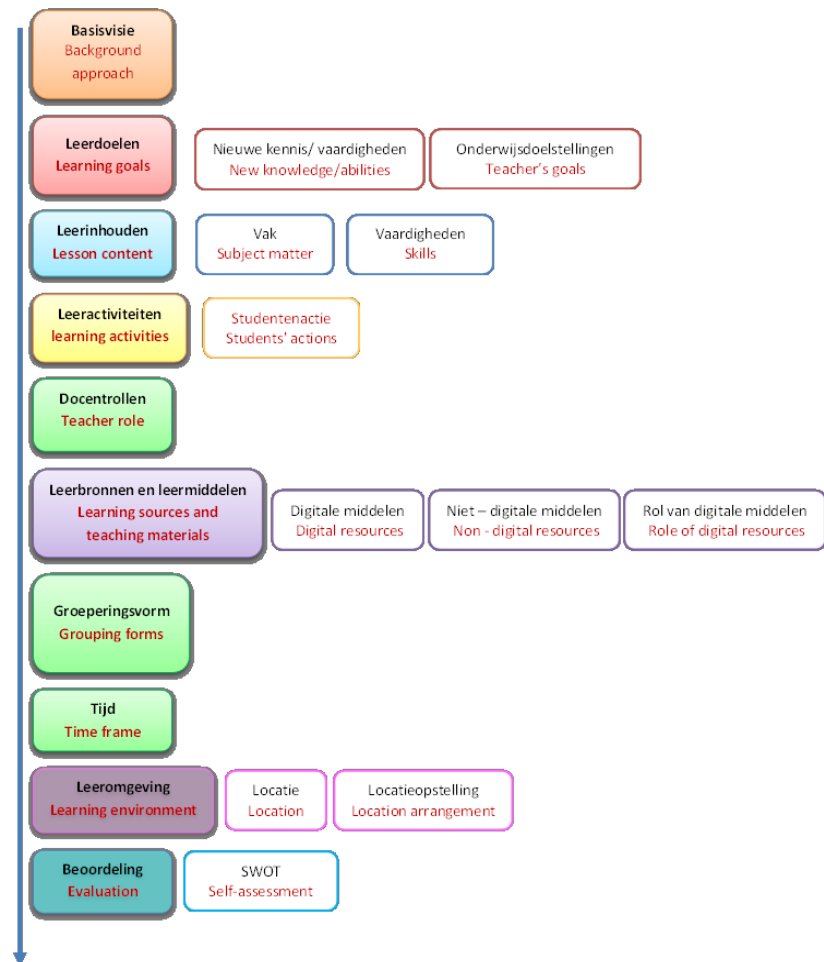 Basisvisie
Background
approach
Leerdoelen
Learning goals
Nieuwe kennis/ vaardigheden
New knowledge/abilities
Onderwijsdoelstellingen
Teacher's goals
Leerinhouden
Lesson content
Vak
Subject matter
Vaardigheden
Skills
Leeractiviteiten
learning activities
Studentenactie
Students' actions
Docentrollen
Teacher role
Leerbronnen en leermiddelen
Learning sources and
teaching materials
Digitale middelen
Digital resources
Niet – digitale middelen
Non - digital resources
Rol van digitale middelen
Role of digital resources
Groeperingsvorm
Grouping forms
Tijd
Time frame
Leeromgeving
Learning environment
Locatie
Location
Locatieopstelling
Location arrangement
Beoordeling
Evaluation
SWOT
Self-assessment